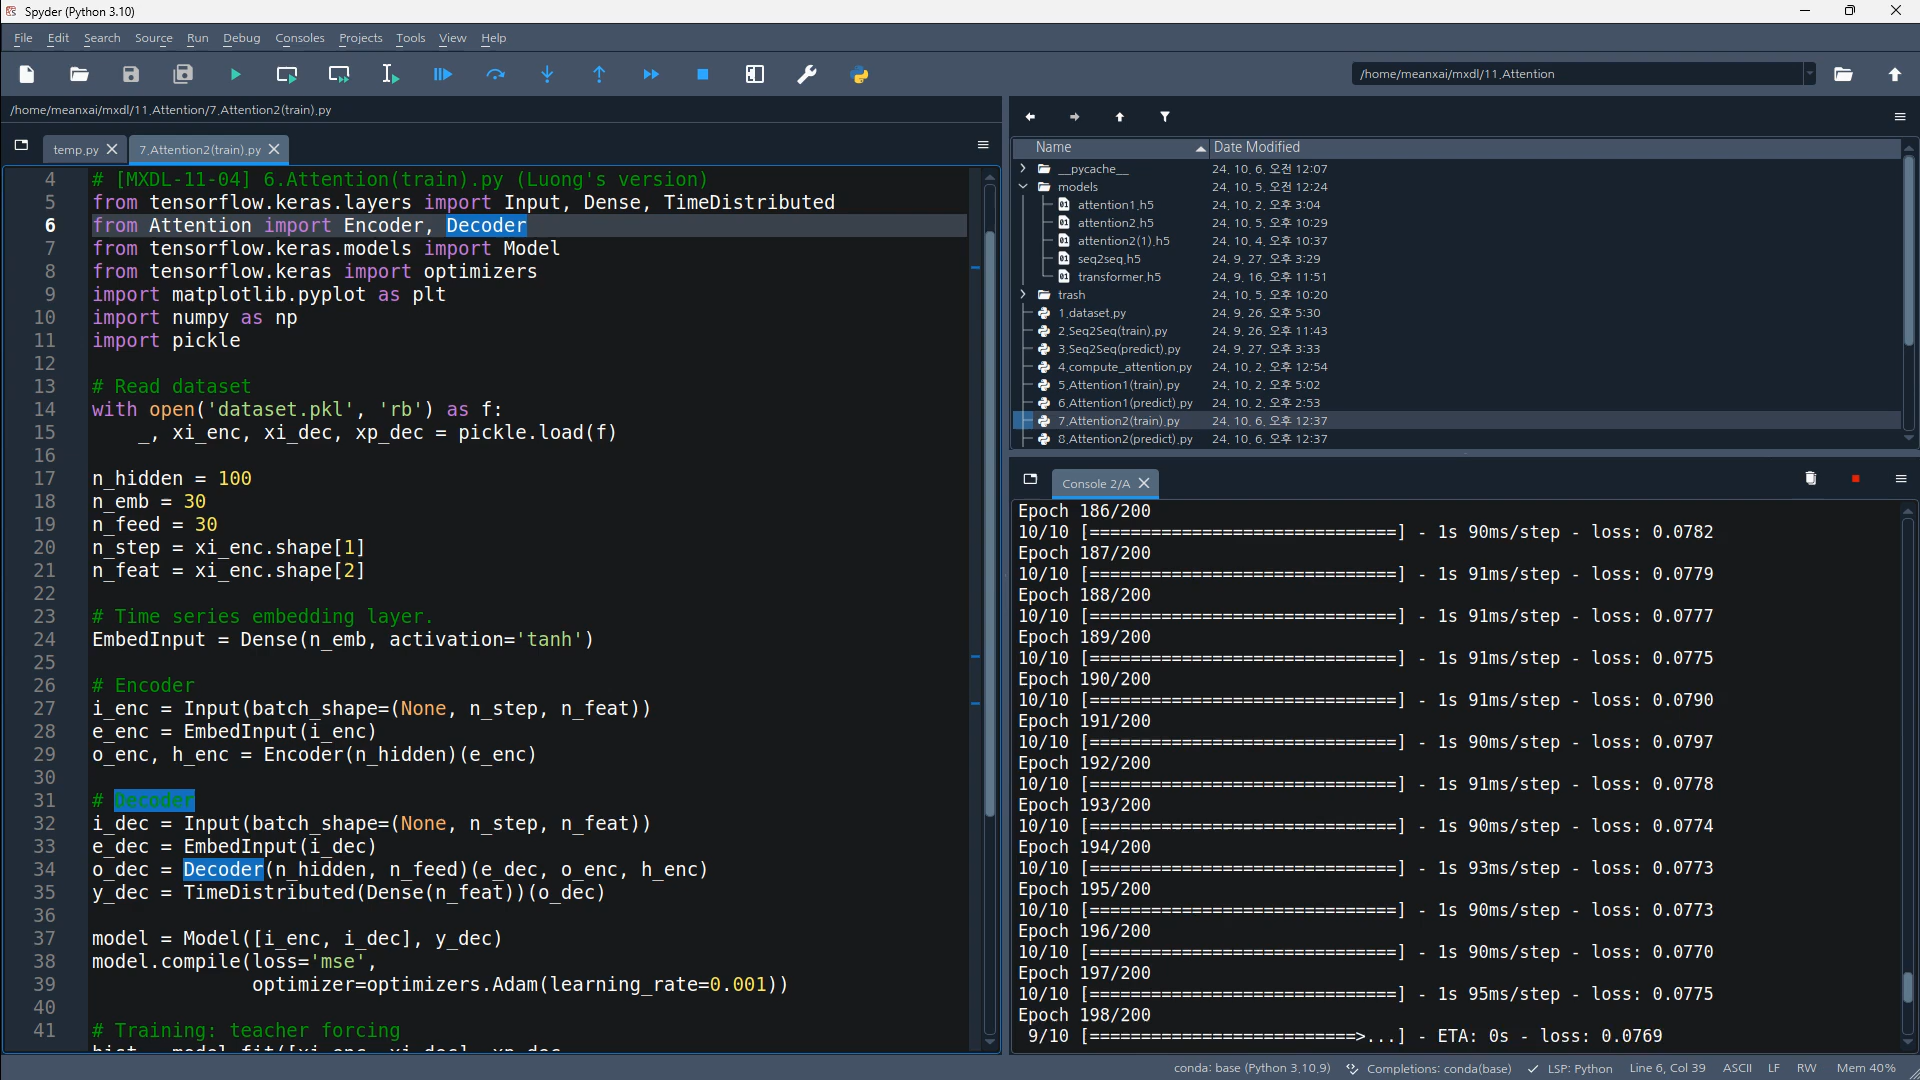 Spyder (Python 3.10)
File Edit Search Source Run Debug Consoles Projects Tools View Help
/home/meanxai/mxdl/11.Attention
/home/meanxai/mxdl/11.Attention/7.Attention2(train).py
temp.py
7.Attention2(train).py
4 # [MXDL-11-04] 6.Attention(train).py (Luong's version)
5 from tensorflow.keras.layers import Input, Dense, TimeDistributed
6 from Attention import Encoder, Decoder
7 from tensorflow.keras.models import Model
8 from tensorflow.keras import optimizers
9 import matplotlib.pyplot as plt
10 import numpy as np
11 import pickle
12
13 # Read dataset
14 with open('dataset.pkl', 'rb') as f:
15     _, xi_enc, xi_dec, xp_dec = pickle.load(f)
16
17 n_hidden = 100
18 n_emb = 30
19 n_feed = 30
20 n_step = xi_enc.shape[1]
21 n_feat = xi_enc.shape[2]
22
23 # Time series embedding layer.
24 EmbedInput = Dense(n_emb, activation='tanh')
25
26 # Encoder
27 i_enc = Input(batch_shape=(None, n_step, n_feat))
28 e_enc = EmbedInput(i_enc)
29 o_enc, h_enc = Encoder(n_hidden)(e_enc)
30
31 # Decoder
32 i_dec = Input(batch_shape=(None, n_step, n_feat))
33 e_dec = EmbedInput(i_dec)
34 o_dec = Decoder(n_hidden, n_feed)(e_dec, o_enc, h_enc)
35 y_dec = TimeDistributed(Dense(n_feat))(o_dec)
36
37 model = Model([i_enc, i_dec], y_dec)
38 model.compile(loss='mse',
39               optimizer=optimizers.Adam(learning_rate=0.001))
40
41 # Training: teacher forcing
Name Date Modified
__pycache__ 24. 10. 6. 오전 12:07
models 24. 10. 5. 오전 12:24
attention1.h5 24. 10. 2. 오후 3:04
attention2.h5 24. 10. 5. 오후 10:29
attention2(1).h5 24. 10. 4. 오후 10:37
seq2seq.h5 24. 9. 27. 오후 3:29
transformer.h5 24. 9. 16. 오후 11:51
trash 24. 10. 5. 오후 10:20
1.dataset.py 24. 9. 26. 오후 5:30
2.Seq2Seq(train).py 24. 9. 26. 오후 11:43
3.Seq2Seq(predict).py 24. 9. 27. 오후 3:33
4.compute_attention.py 24. 10. 2. 오후 12:54
5.Attention1(train).py 24. 10. 2. 오후 5:02
6.Attention1(predict).py 24. 10. 2. 오후 2:53
7.Attention2(train).py 24. 10. 6. 오후 12:37
8.Attention2(predict).py 24. 10. 6. 오후 12:37
Console 2/A
Epoch 186/200
10/10 [==============================] - 1s 90ms/step - loss: 0.0782
Epoch 187/200
10/10 [==============================] - 1s 91ms/step - loss: 0.0779
Epoch 188/200
10/10 [==============================] - 1s 91ms/step - loss: 0.0777
Epoch 189/200
10/10 [==============================] - 1s 91ms/step - loss: 0.0775
Epoch 190/200
10/10 [==============================] - 1s 91ms/step - loss: 0.0790
Epoch 191/200
10/10 [==============================] - 1s 90ms/step - loss: 0.0797
Epoch 192/200
10/10 [==============================] - 1s 91ms/step - loss: 0.0778
Epoch 193/200
10/10 [==============================] - 1s 90ms/step - loss: 0.0774
Epoch 194/200
10/10 [==============================] - 1s 93ms/step - loss: 0.0773
Epoch 195/200
10/10 [==============================] - 1s 90ms/step - loss: 0.0773
Epoch 196/200
10/10 [==============================] - 1s 90ms/step - loss: 0.0770
Epoch 197/200
10/10 [==============================] - 1s 95ms/step - loss: 0.0775
Epoch 198/200
9/10 [==========================>...] - ETA: 0s - loss: 0.0769
conda: base (Python 3.10.9) Completions: conda(base) LSP: Python Line 6, Col 39 ASCII LF RW Mem 40%